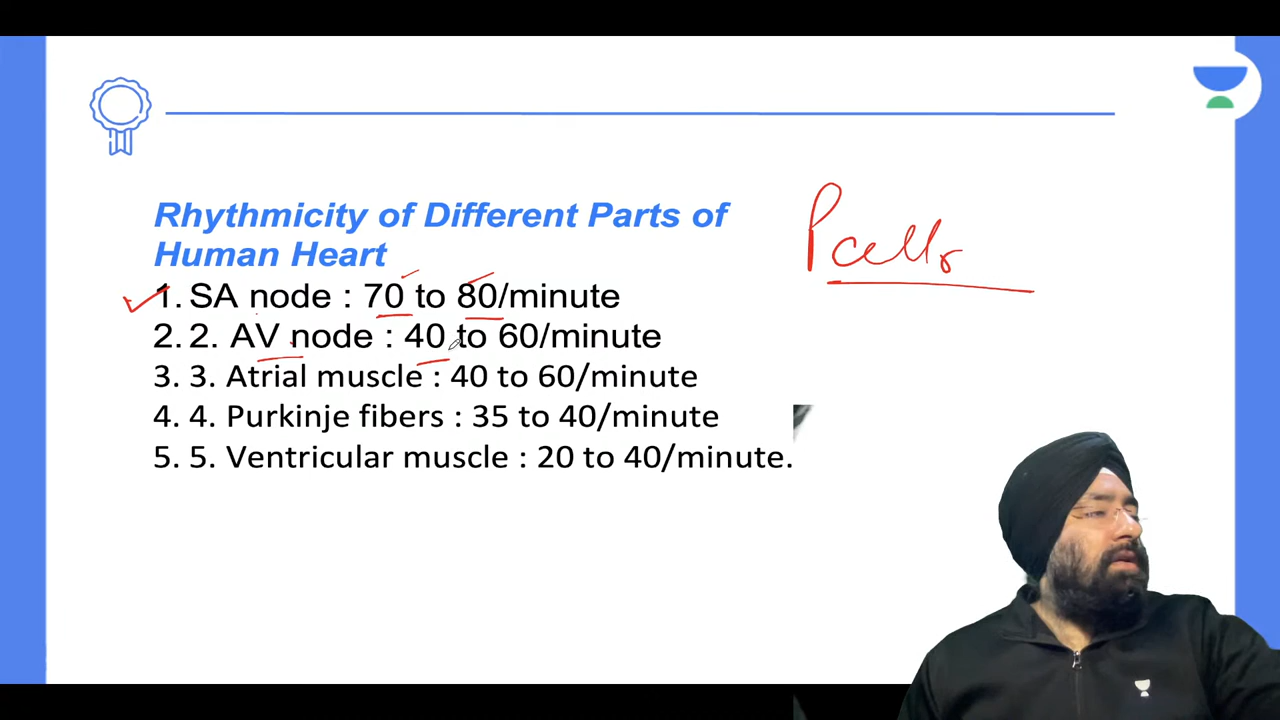 Rhythmicity of Different Parts of
Human Heart
1. SA node : 70 to 80/minute
2. 2. AV node : 40 to 60/minute
3. 3. Atrial muscle : 40 to 60/minute
4. 4. Purkinje fibers : 35 to 40/minute
5. 5. Ventricular muscle : 20 to 40/minute.
P cells